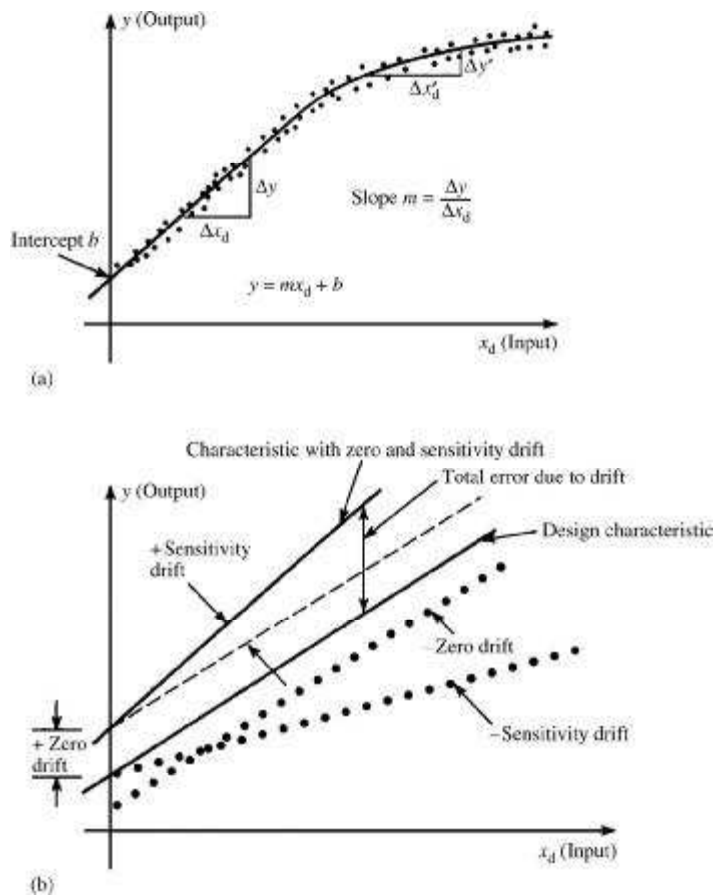 y (Output)
Δy'
Δx'd
Δy
Slope m = Δy/Δxd
Δxd
Intercept b
y = mxd + b
xd (Input)
(a)
Characteristic with zero and sensitivity drift
y (Output)
Total error due to drift
Design characteristic
+ Sensitivity
drift
Zero drift
+ Zero
drift
–Sensitivity drift
xd (Input)
(b)